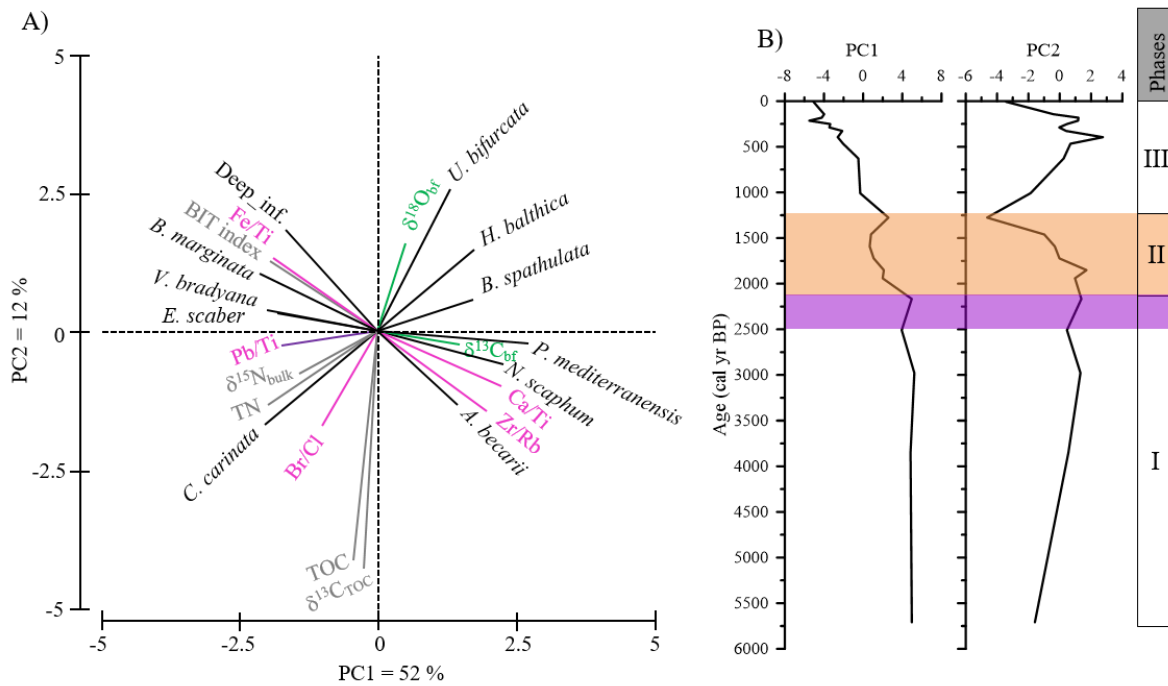 A)
5
2.5
0
-2.5
-5
PC2 = 12 %
-5
-2.5
0
2.5
5
PC1 = 52 %
Deep_inf.
Fe/Ti
BIT index
B. marginata
V. bradyana
E. scaber
Pb/Ti
δ15Nbulk
TN
C. carinata
Br/Cl
TOC
δ13CTOC
δ18Obf
U. bifurcata
H. balthica
B. spathulata
δ13Cbf
P. mediterranensis
N. scaphum
Ca/Ti
Zr/Rb
A. becarii
B)
PC1
-8 -4 0 4 8
PC2
-6 -4 -2 0 2 4
Phases
Age (cal yr BP)
0
500
1000
1500
2000
2500
3000
3500
4000
4500
5000
5500
6000
III
II
I